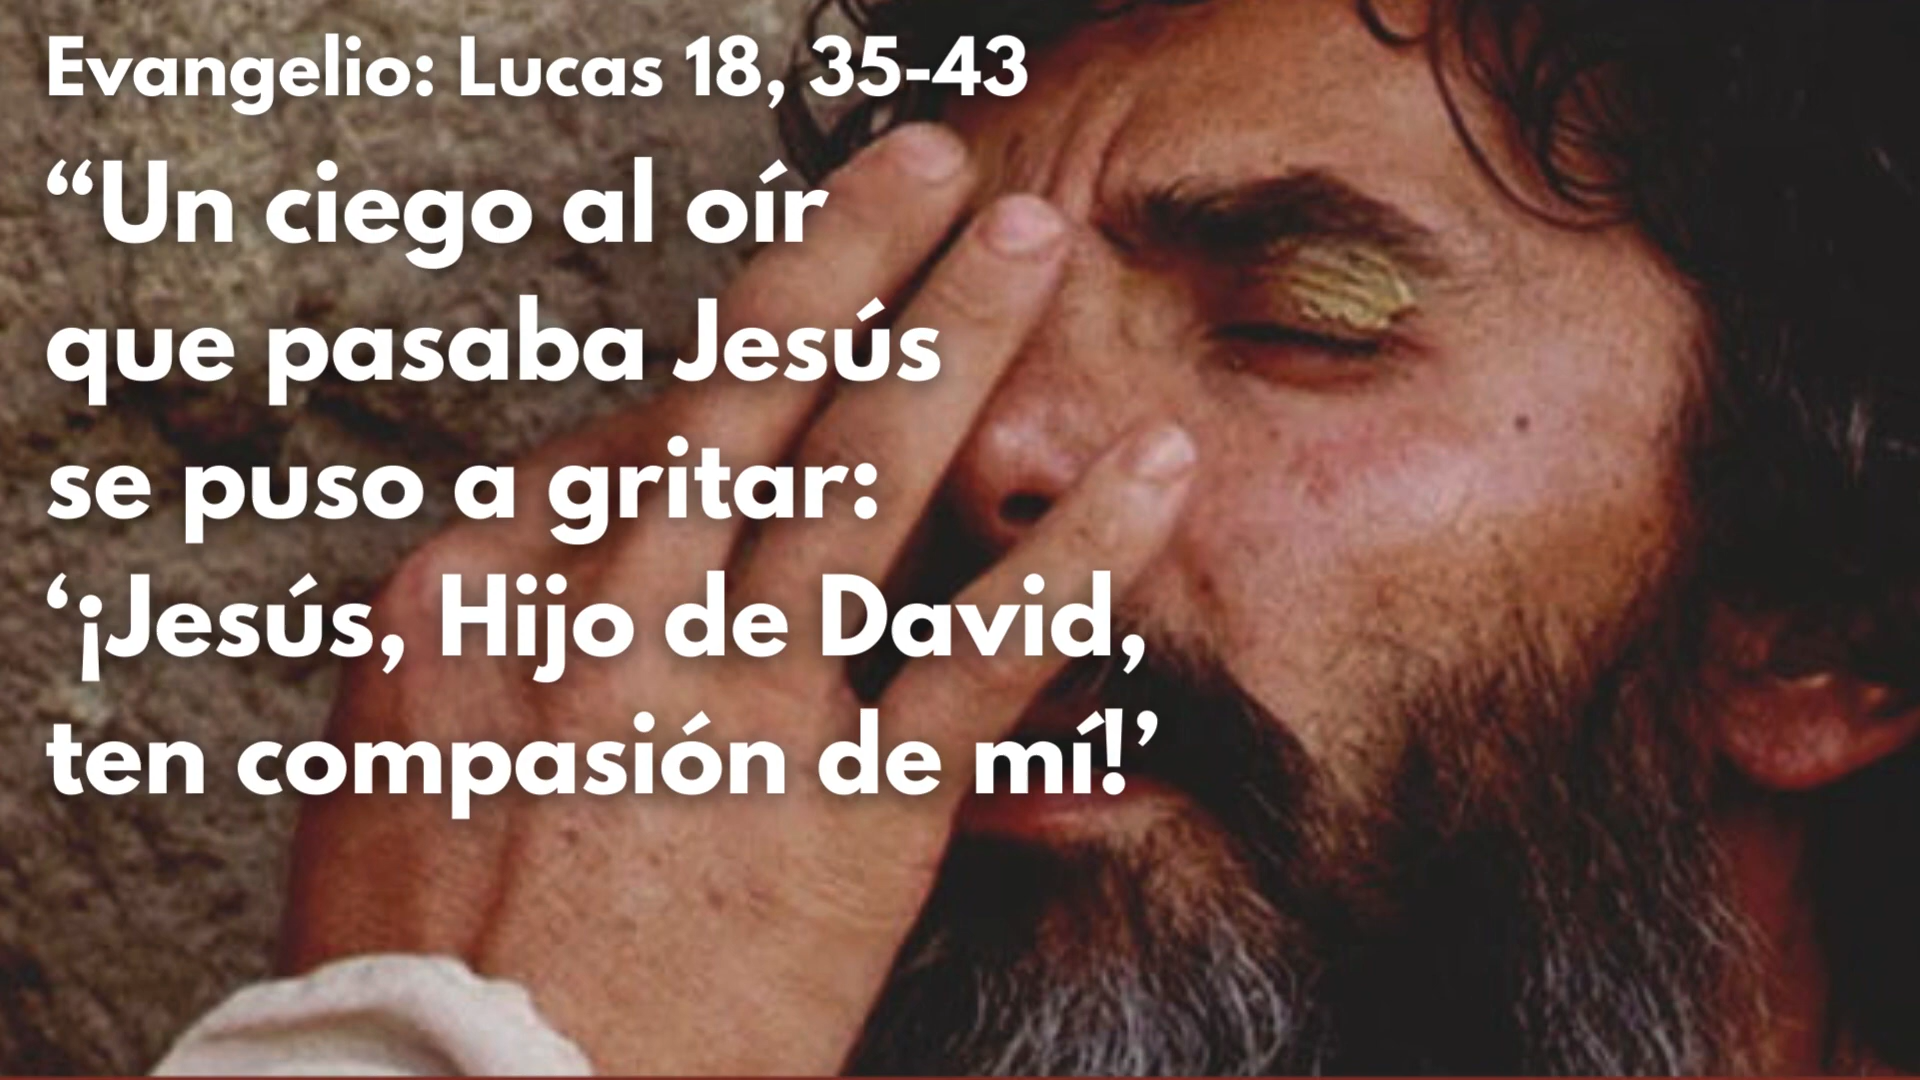 Evangelio: Lucas 18, 35-43
“Un ciego al oír
que pasaba Jesús
se puso a gritar:
‘¡Jesús, Hijo de David,
ten compasión de mí!’